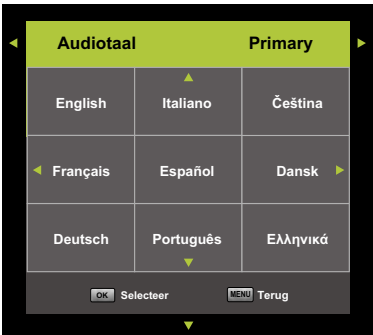 Audiotaal Primary
English Italiano Čeština
Français Español Dansk
Deutsch Português Ελληνικά
OK Selecteer MENU Terug